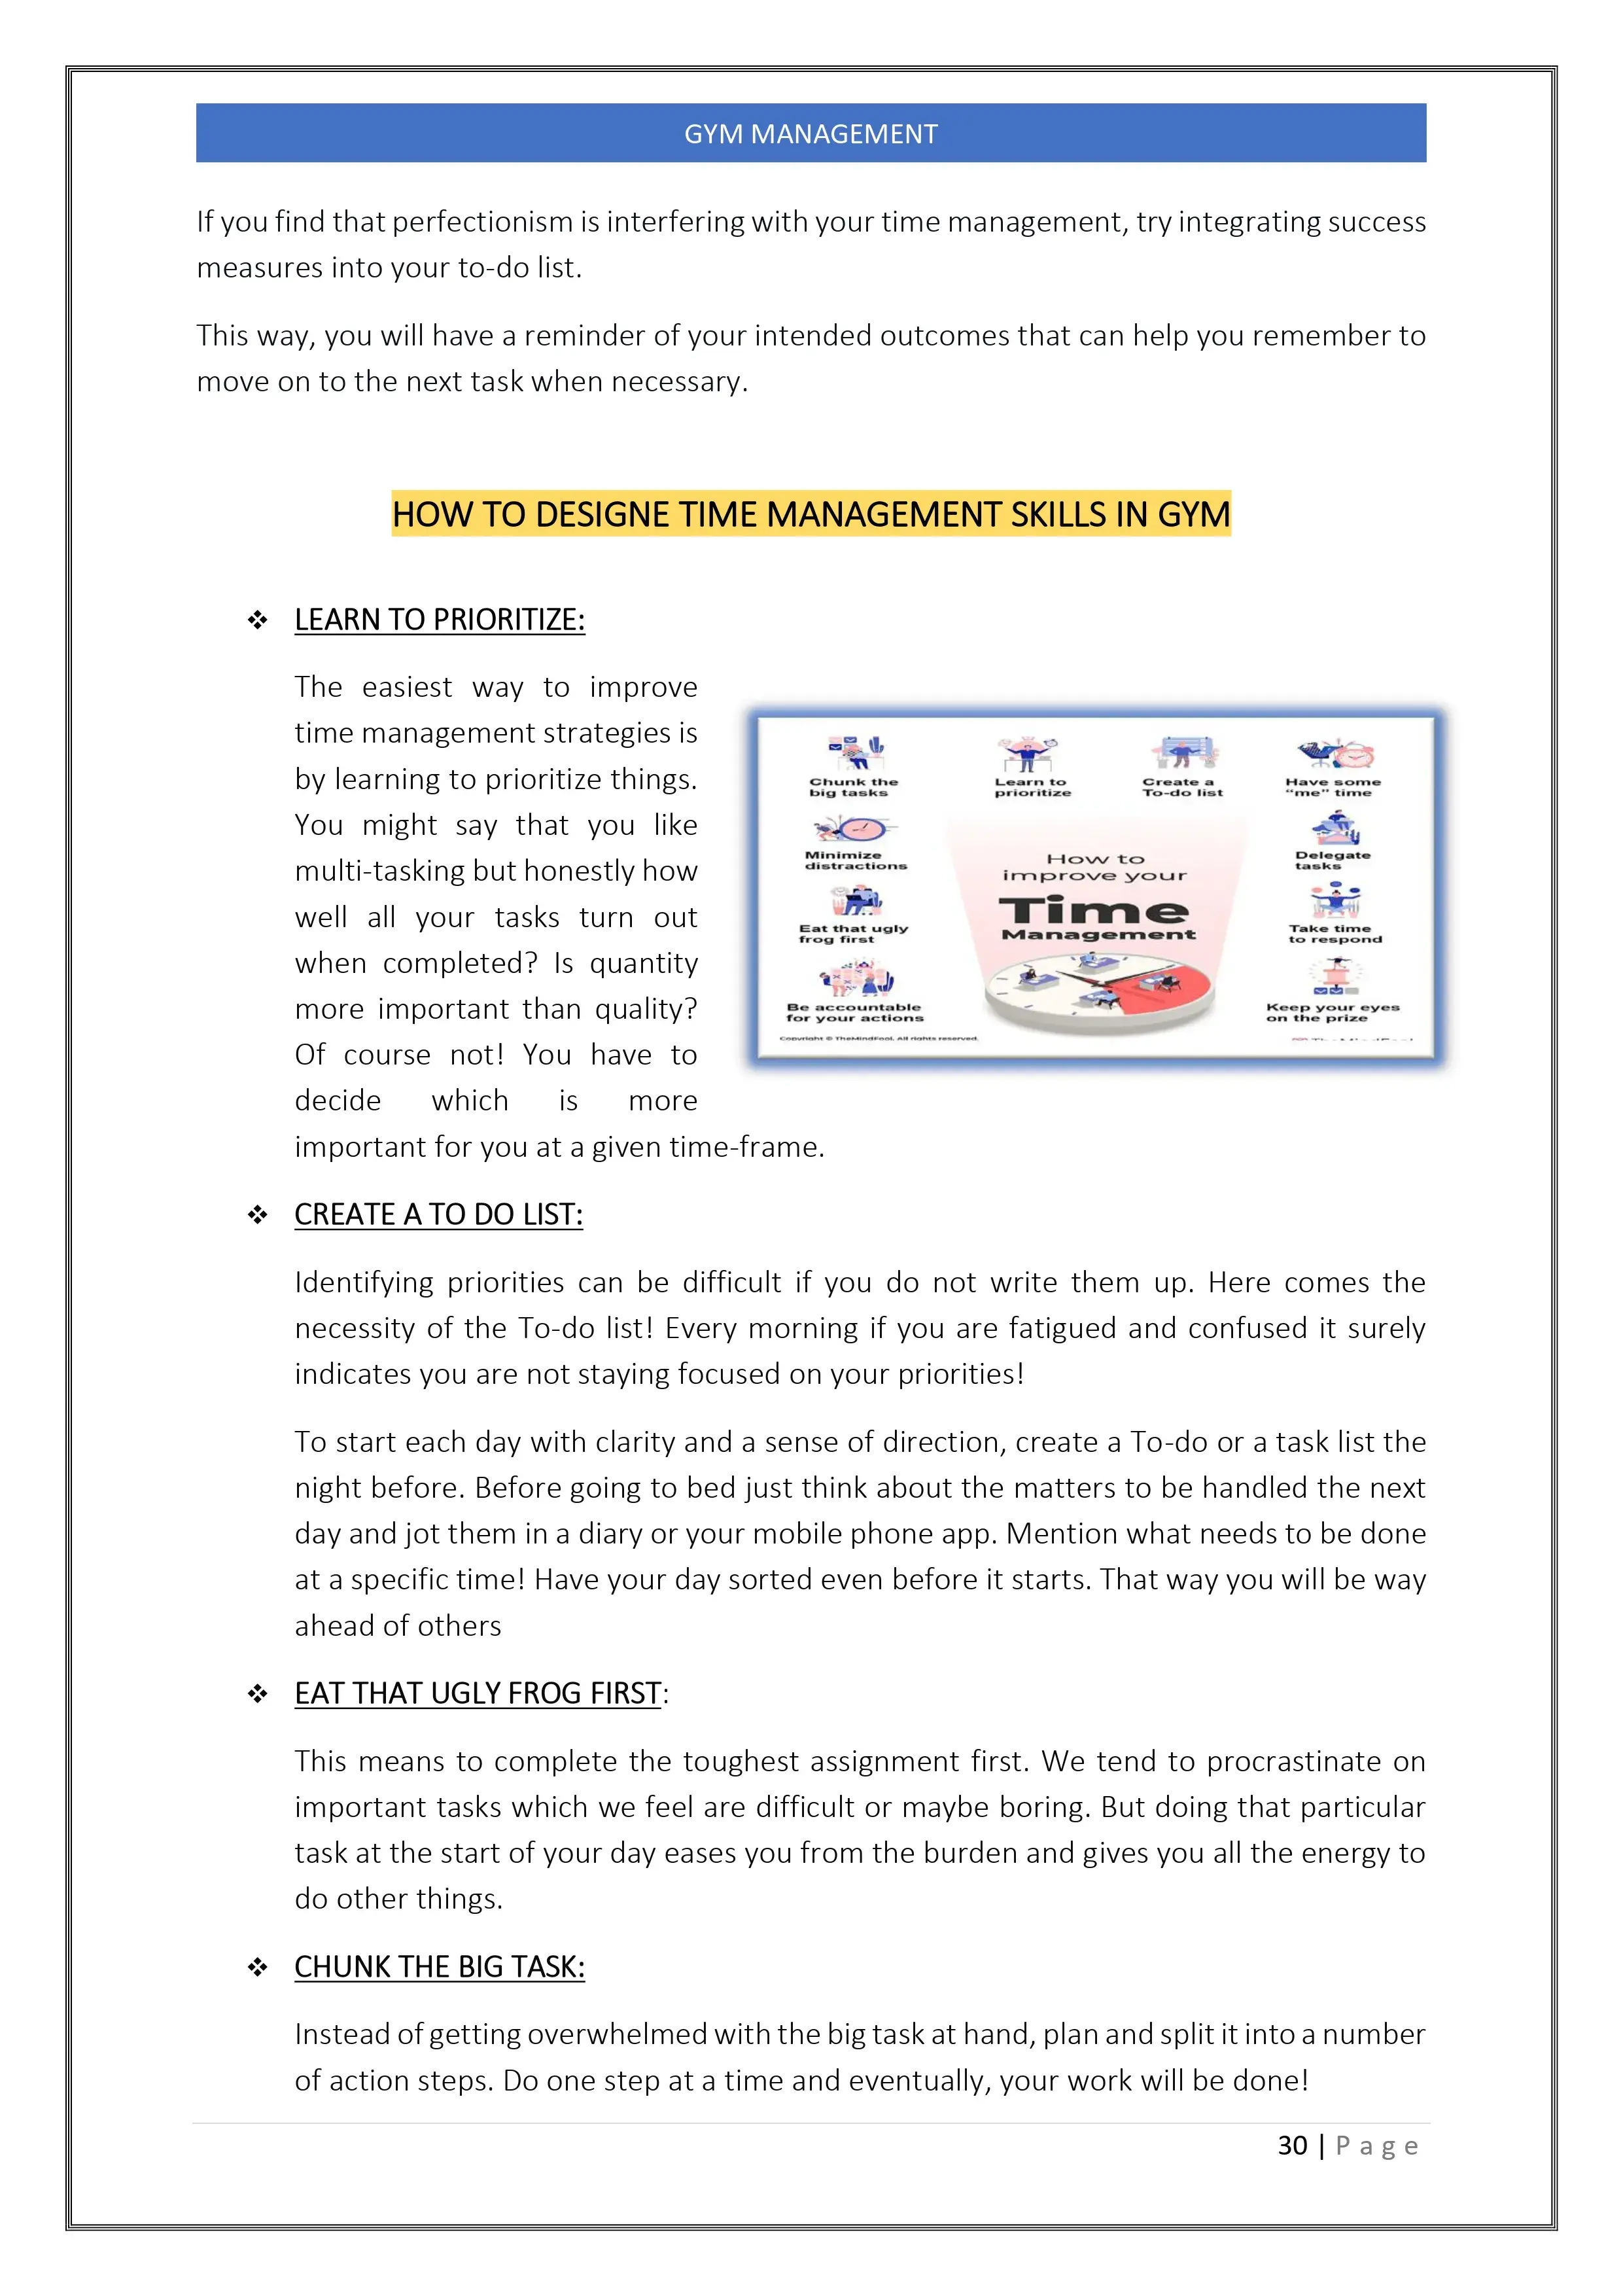 GYM MANAGEMENT
If you find that perfectionism is interfering with your time management, try integrating success
measures into your to-do list.
This way, you will have a reminder of your intended outcomes that can help you remember to
move on to the next task when necessary.
HOW TO DESIGNE TIME MANAGEMENT SKILLS IN GYM
❖ LEARN TO PRIORITIZE:
The easiest way to improve
time management strategies is
by learning to prioritize things.
You might say that you like
multi-tasking but honestly how
well all your tasks turn out
when completed? Is quantity
more important than quality?
Of course not! You have to
decide which is more
important for you at a given time-frame.
Chunk the
big tasks
Learn to
prioritize
Create a
To-do list
Have some
"me" time
Minimize
distractions
Delegate
tasks
How to
improve your
Time
Management
Eat that ugly
frog first
Take time
to respond
Be accountable
for your actions
Keep your eyes
on the prize
Copyright © TheMindFool. All rights reserved.
❖ CREATE A TO DO LIST:
Identifying priorities can be difficult if you do not write them up. Here comes the
necessity of the To-do list! Every morning if you are fatigued and confused it surely
indicates you are not staying focused on your priorities!
To start each day with clarity and a sense of direction, create a To-do or a task list the
night before. Before going to bed just think about the matters to be handled the next
day and jot them in a diary or your mobile phone app. Mention what needs to be done
at a specific time! Have your day sorted even before it starts. That way you will be way
ahead of others
❖ EAT THAT UGLY FROG FIRST:
This means to complete the toughest assignment first. We tend to procrastinate on
important tasks which we feel are difficult or maybe boring. But doing that particular
task at the start of your day eases you from the burden and gives you all the energy to
do other things.
❖ CHUNK THE BIG TASK:
Instead of getting overwhelmed with the big task at hand, plan and split it into a number
of action steps. Do one step at a time and eventually, your work will be done!
30 | Page